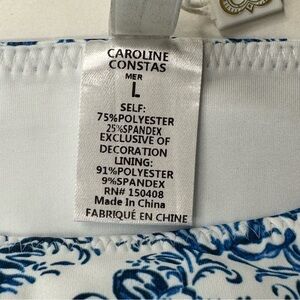 CAROLINE
CONSTAS
MER
L
SELF:
75%POLYESTER
25%SPANDEX
EXCLUSIVE OF
DECORATION
LINING:
91%POLYESTER
9%SPANDEX
RN# 150408
Made In China
FABRIQUÉ EN CHINE